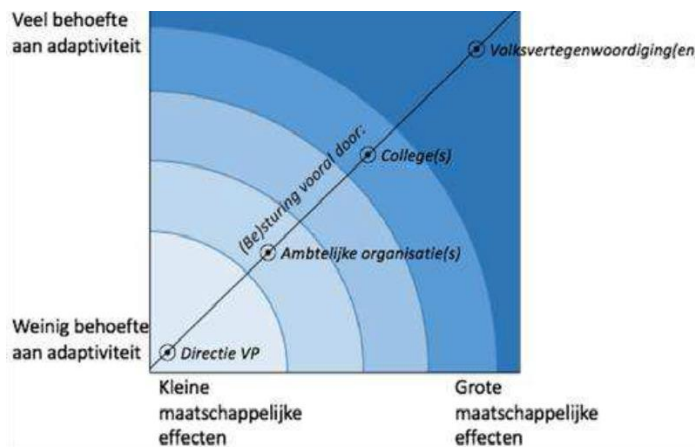 Veel behoefte
aan adaptiviteit
Volksvertegenwoordiging(en
College(s)
(Be)sturing vooral door:
Ambtelijke organisatie(s)
Weinig behoefte
aan adaptiviteit
Directie VP
Kleine
maatschappelijke
effecten
Grote
maatschappelijke
effecten